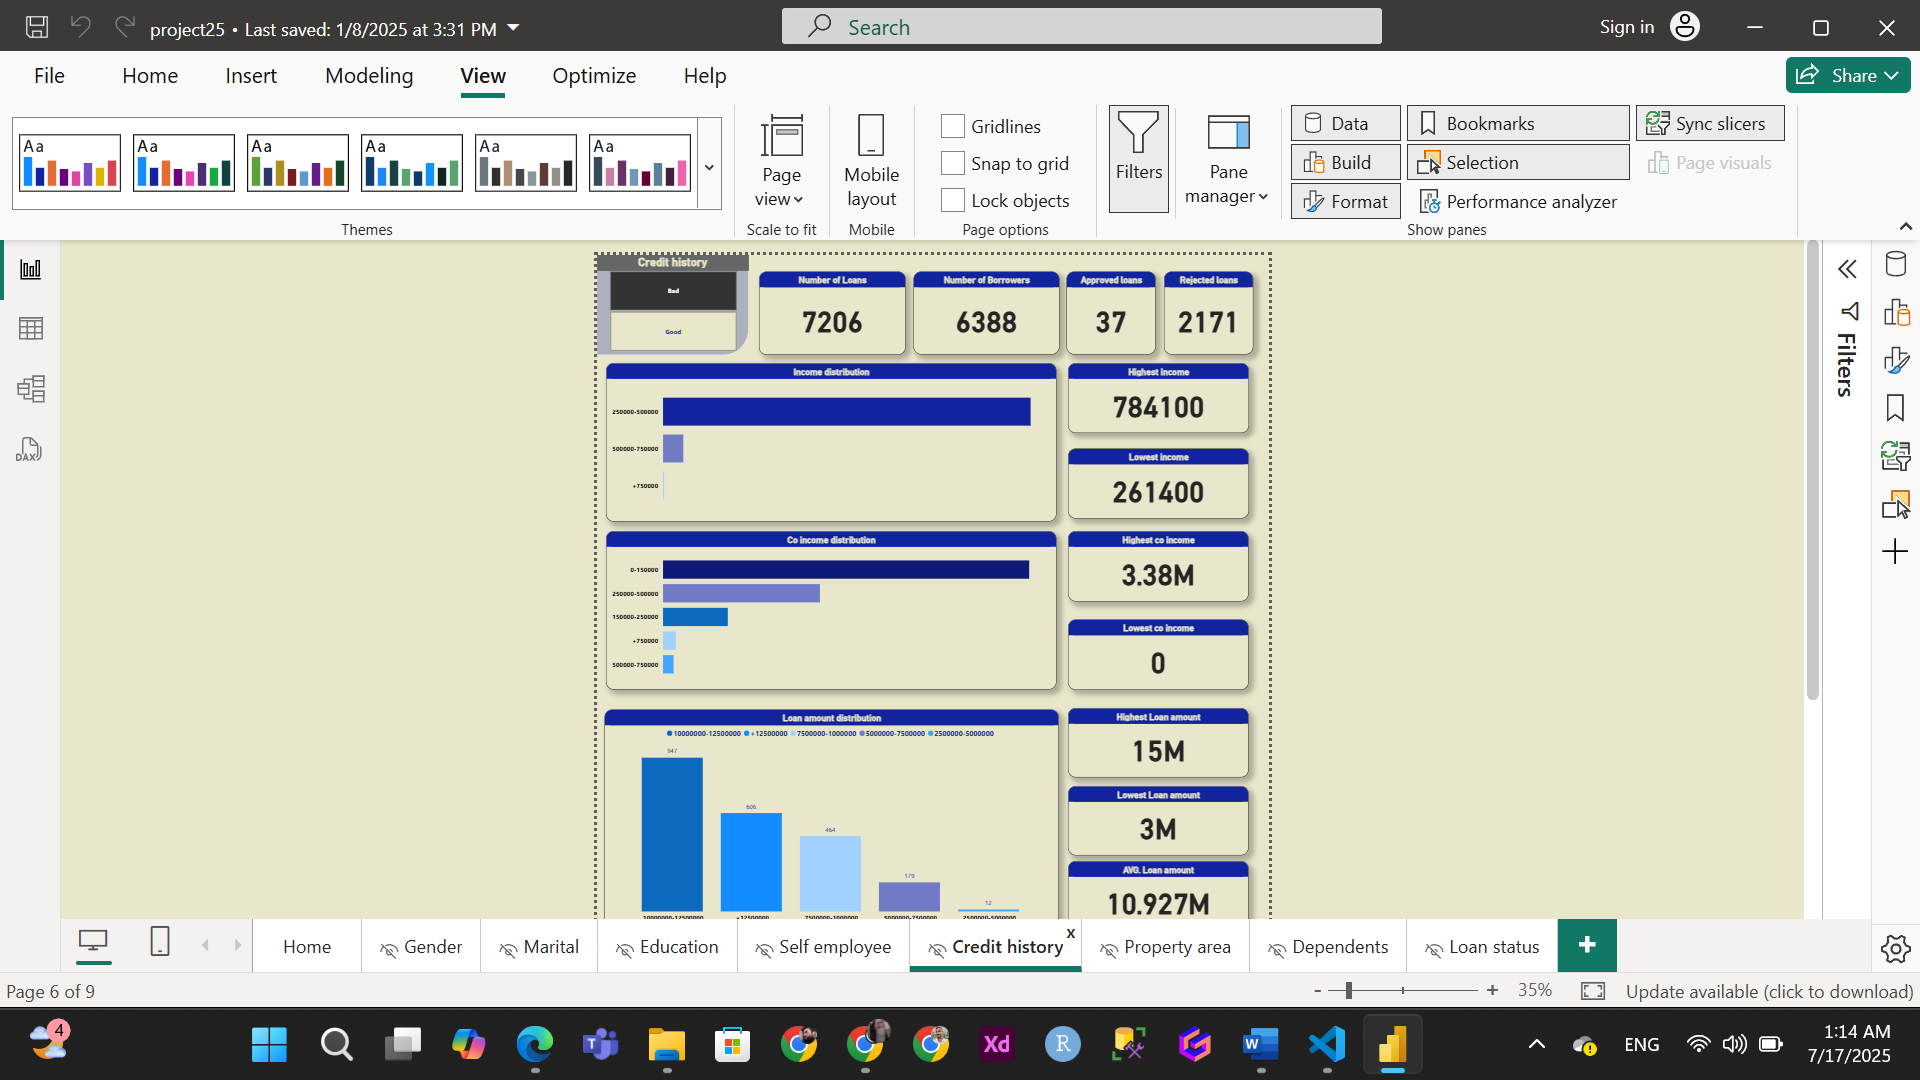 project25 • Last saved: 1/8/2025 at 3:31 PM
Search
Sign in
File
Home
Insert
Modeling
View
Optimize
Help
Share
Aa
Aa
Aa
Aa
Aa
Aa
Themes
Page view
Scale to fit
Mobile layout
Mobile
Gridlines
Snap to grid
Lock objects
Page options
Filters
Pane manager
Data
Build
Format
Bookmarks
Selection
Performance analyzer
Sync slicers
Page visuals
Show panes
DAX
Credit history
Bad
Good
Number of Loans
7206
Number of Borrowers
6388
Approved loans
37
Rejected loans
2171
Income distribution
250000-500000
500000-750000
+750000
Highest income
784100
Lowest income
261400
Co income distribution
0-150000
250000-500000
150000-250000
+750000
500000-750000
Highest co income
3.38M
Lowest co income
0
Loan amount distribution
10000000-12500000 +12500000 7500000-1000000 5000000-7500000 2500000-5000000
947
606
464
179
12
10000000-12500000
+12500000
7500000-1000000
5000000-7500000
2500000-5000000
Highest Loan amount
15M
Lowest Loan amount
3M
AVG. Loan amount
10.927M
Filters
Home
Gender
Marital
Education
Self employee
Credit history
x
Property area
Dependents
Loan status
+
Page 6 of 9
- + 35%
Update available (click to download)
4
T
Xd
R
W
ENG
1:14 AM
7/17/2025